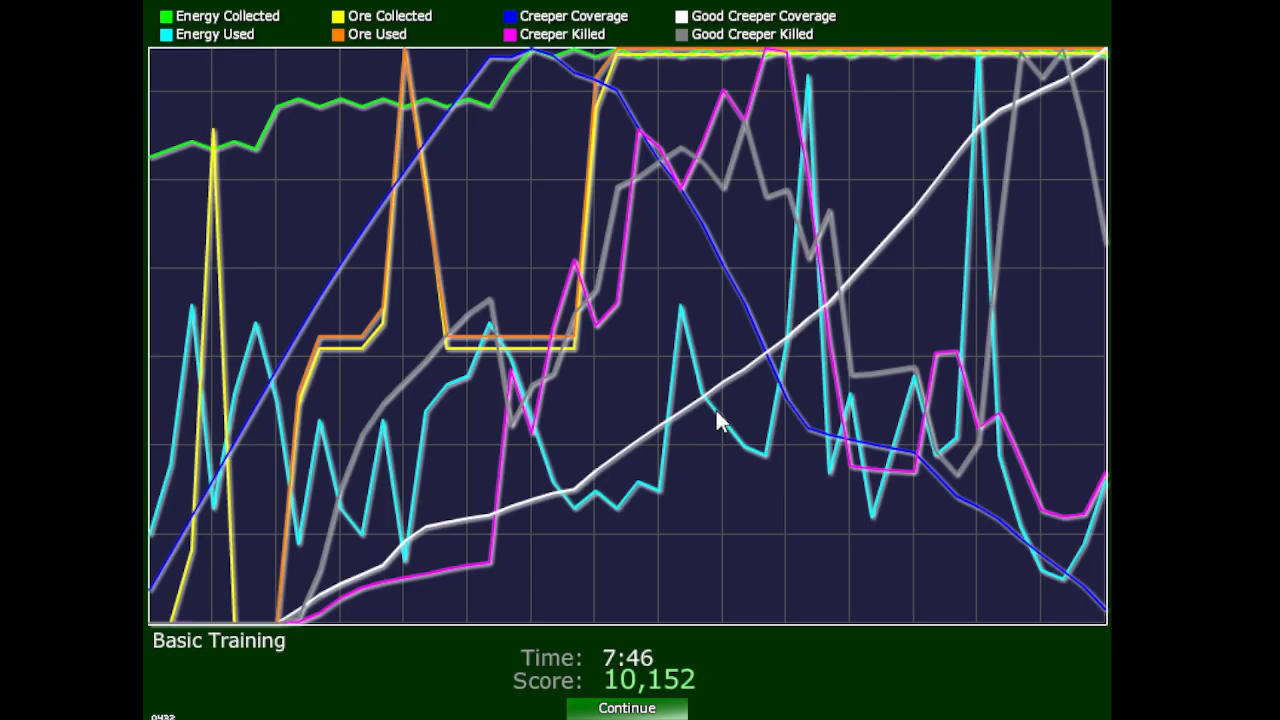 Energy Collected Ore Collected Creeper Coverage Good Creeper Coverage
Energy Used Ore Used Creeper Killed Good Creeper Killed
Basic Training
Time: 7:46
Score: 10,152
Continue
0432